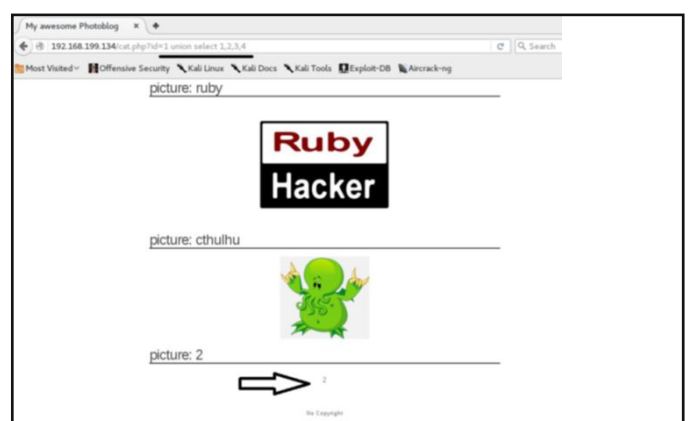 My awesome Photoblog
192.168.199.134/cat.php?id=1 union select 1,2,3,4
Search
Most Visited Offensive Security Kali Linux Kali Docs Kali Tools Exploit-DB Aircrack-ng
picture: ruby
Ruby
Hacker
picture: cthulhu
picture: 2
2
No Copyright